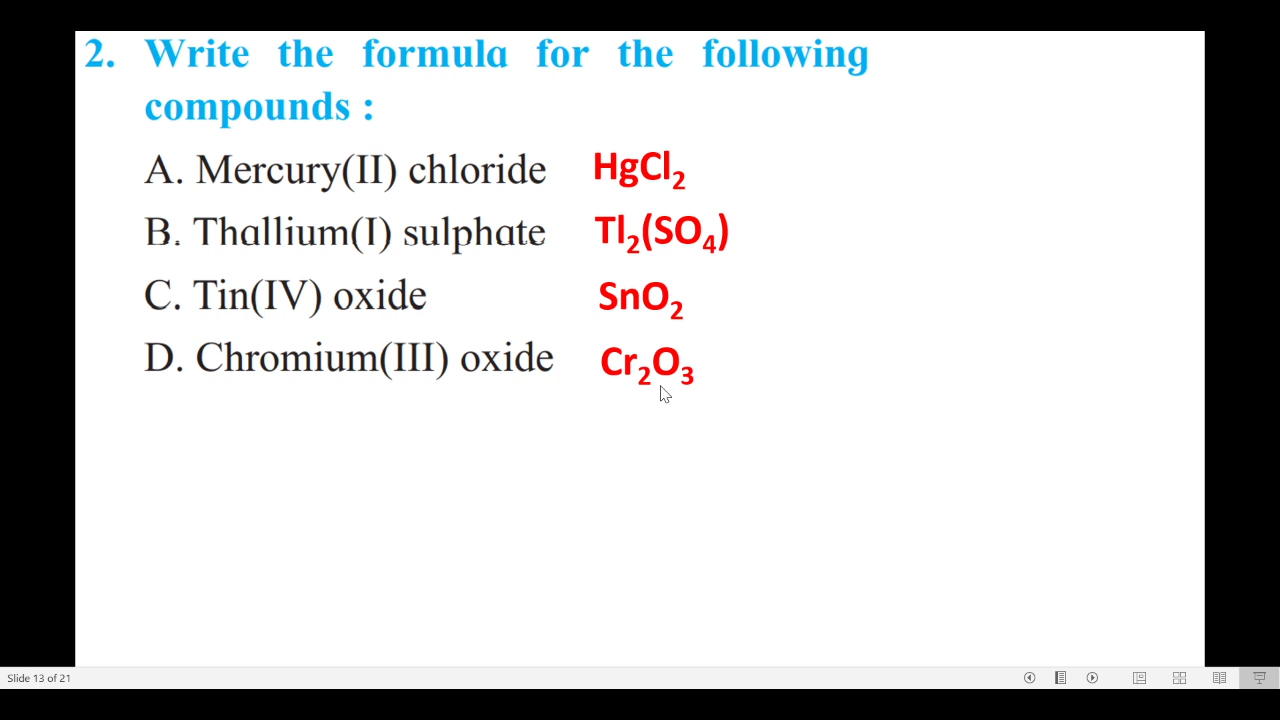 2. Write the formula for the following
compounds :
A. Mercury(II) chloride HgCl₂
B. Thallium(I) sulphate Tl₂(SO₄)
C. Tin(IV) oxide SnO₂
D. Chromium(III) oxide Cr₂O₃
Slide 13 of 21